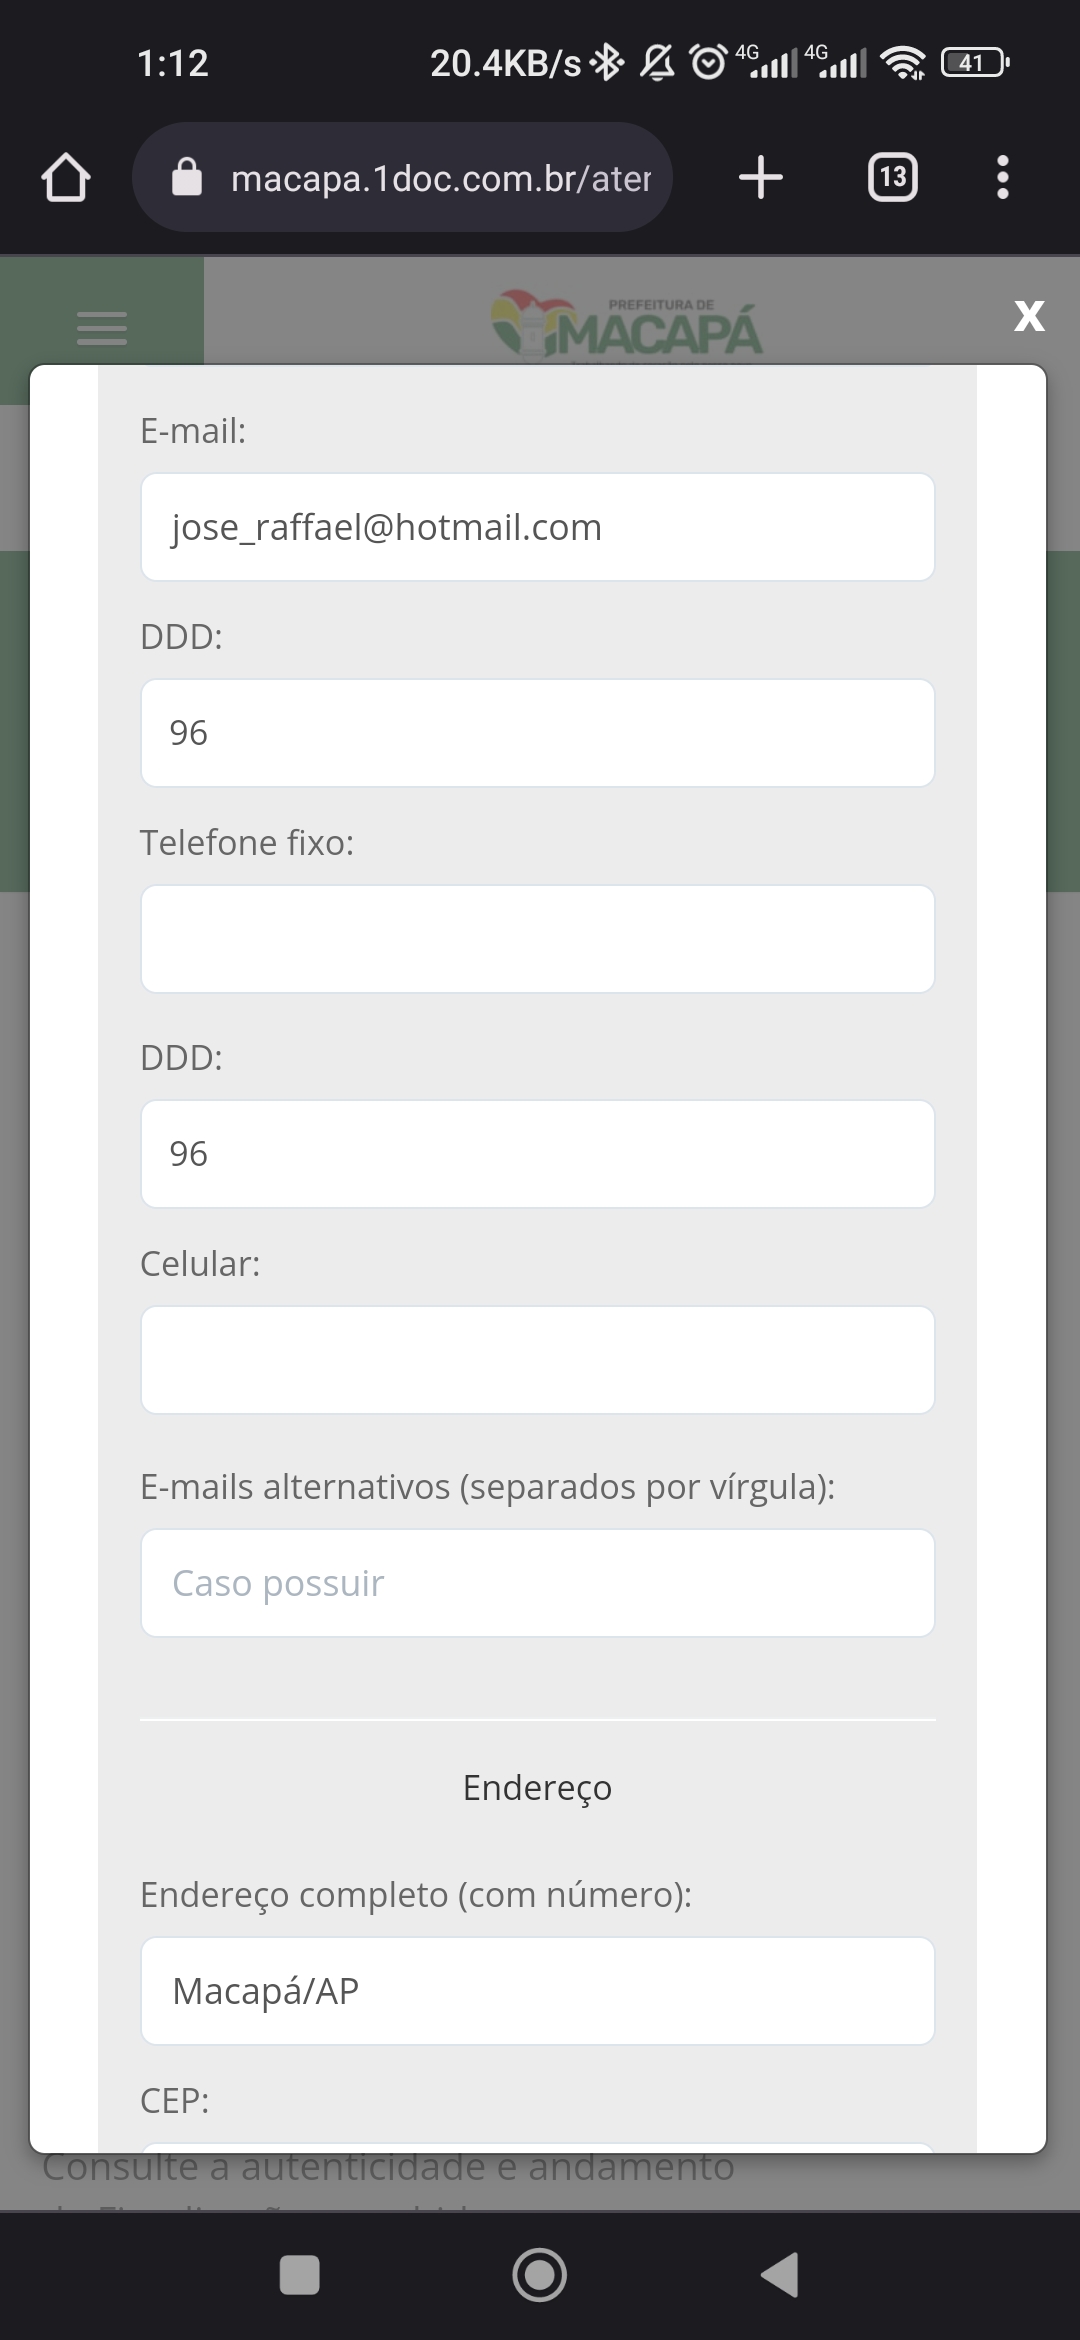 1:12
20.4KB/s
4G
4G
41
macapa.1doc.com.br/ater
13
PREFEITURA DE
MACAPÁ
X
E-mail:
jose_raffael@hotmail.com
DDD:
96
Telefone fixo:
DDD:
96
Celular:
E-mails alternativos (separados por vírgula):
Caso possuir
Endereço
Endereço completo (com número):
Macapá/AP
CEP:
Consulte a autenticidade e andamento